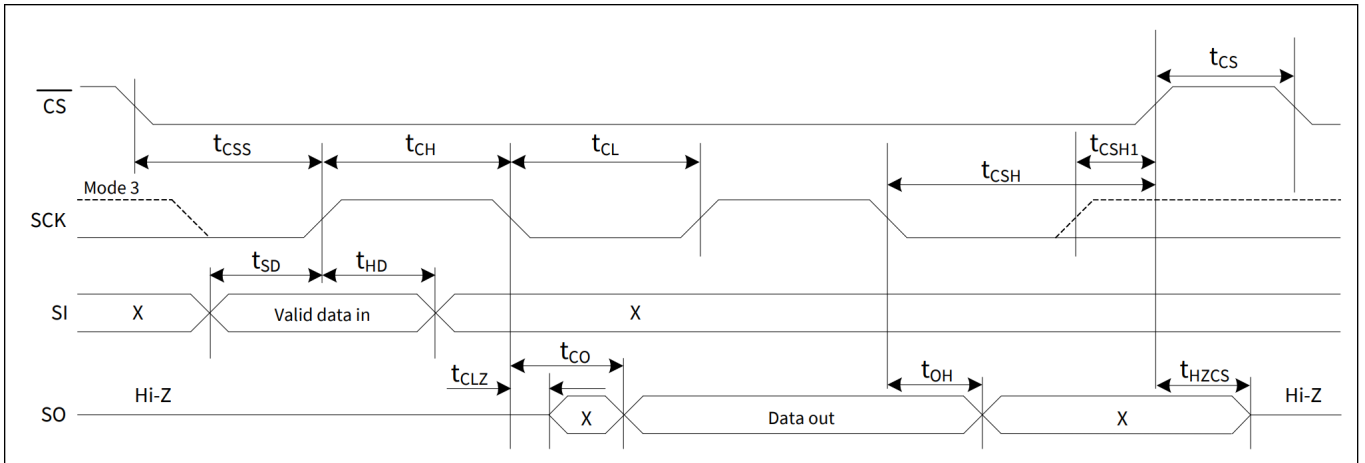 tCS
CS
tCSS
tCH
tCL
tCSH1
tCSH
Mode 3
SCK
tSD
tHD
SI
X
Valid data in
X
tCO
tCLZ
tOH
tHZCS
Hi-Z
Hi-Z
SO
X
Data out
X